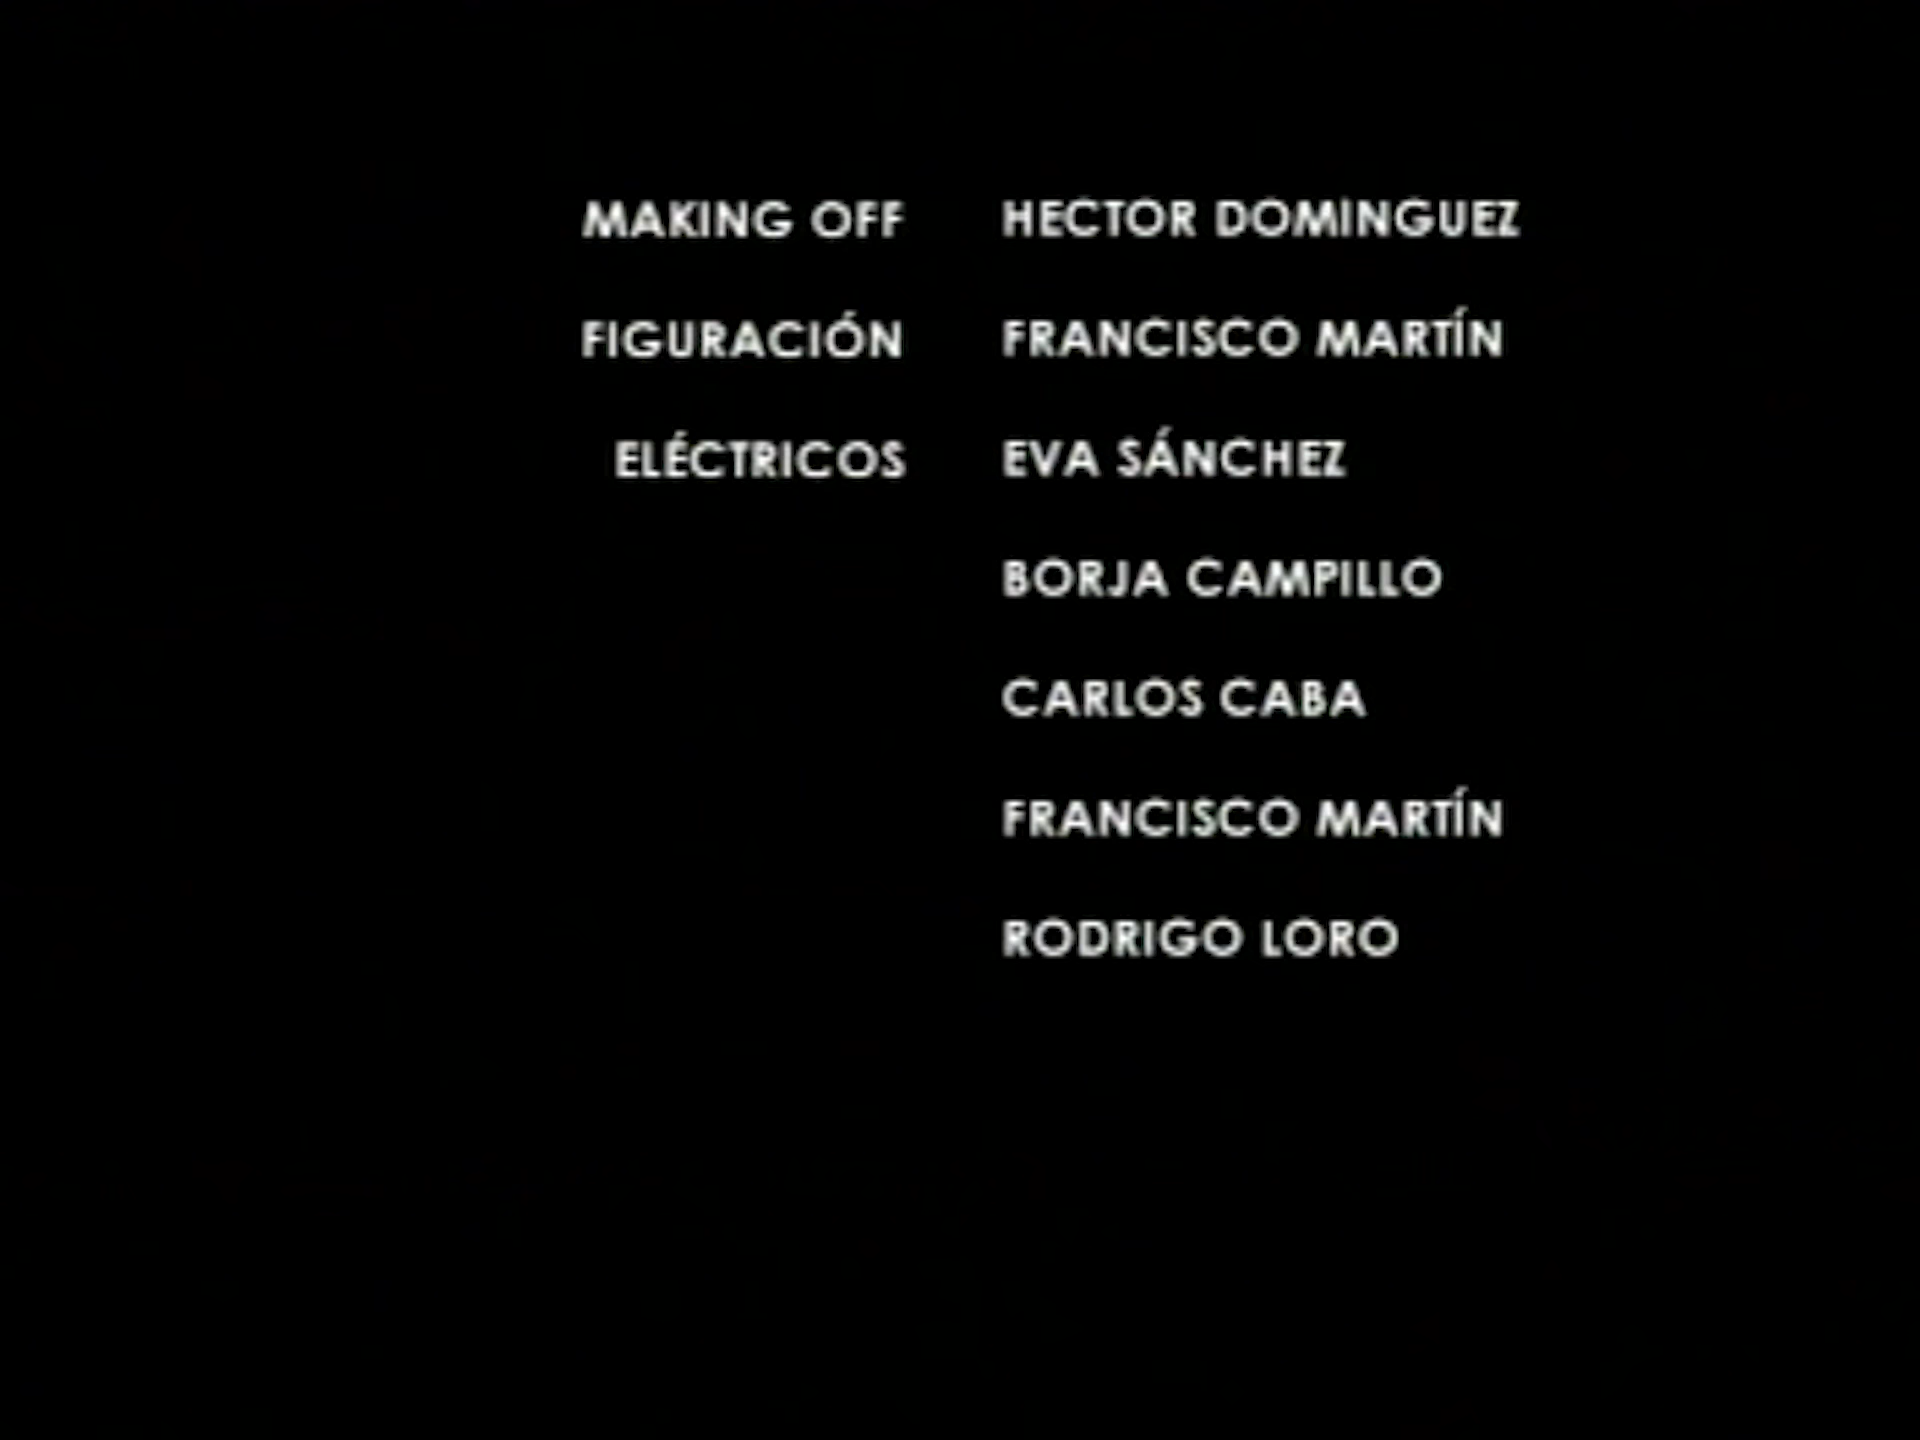 MAKING OFF HECTOR DOMINGUEZ
FIGURACIÓN FRANCISCO MARTÍN
ELÉCTRICOS EVA SÁNCHEZ
BORJA CAMPILLO
CARLOS CABA
FRANCISCO MARTÍN
RODRIGO LORO